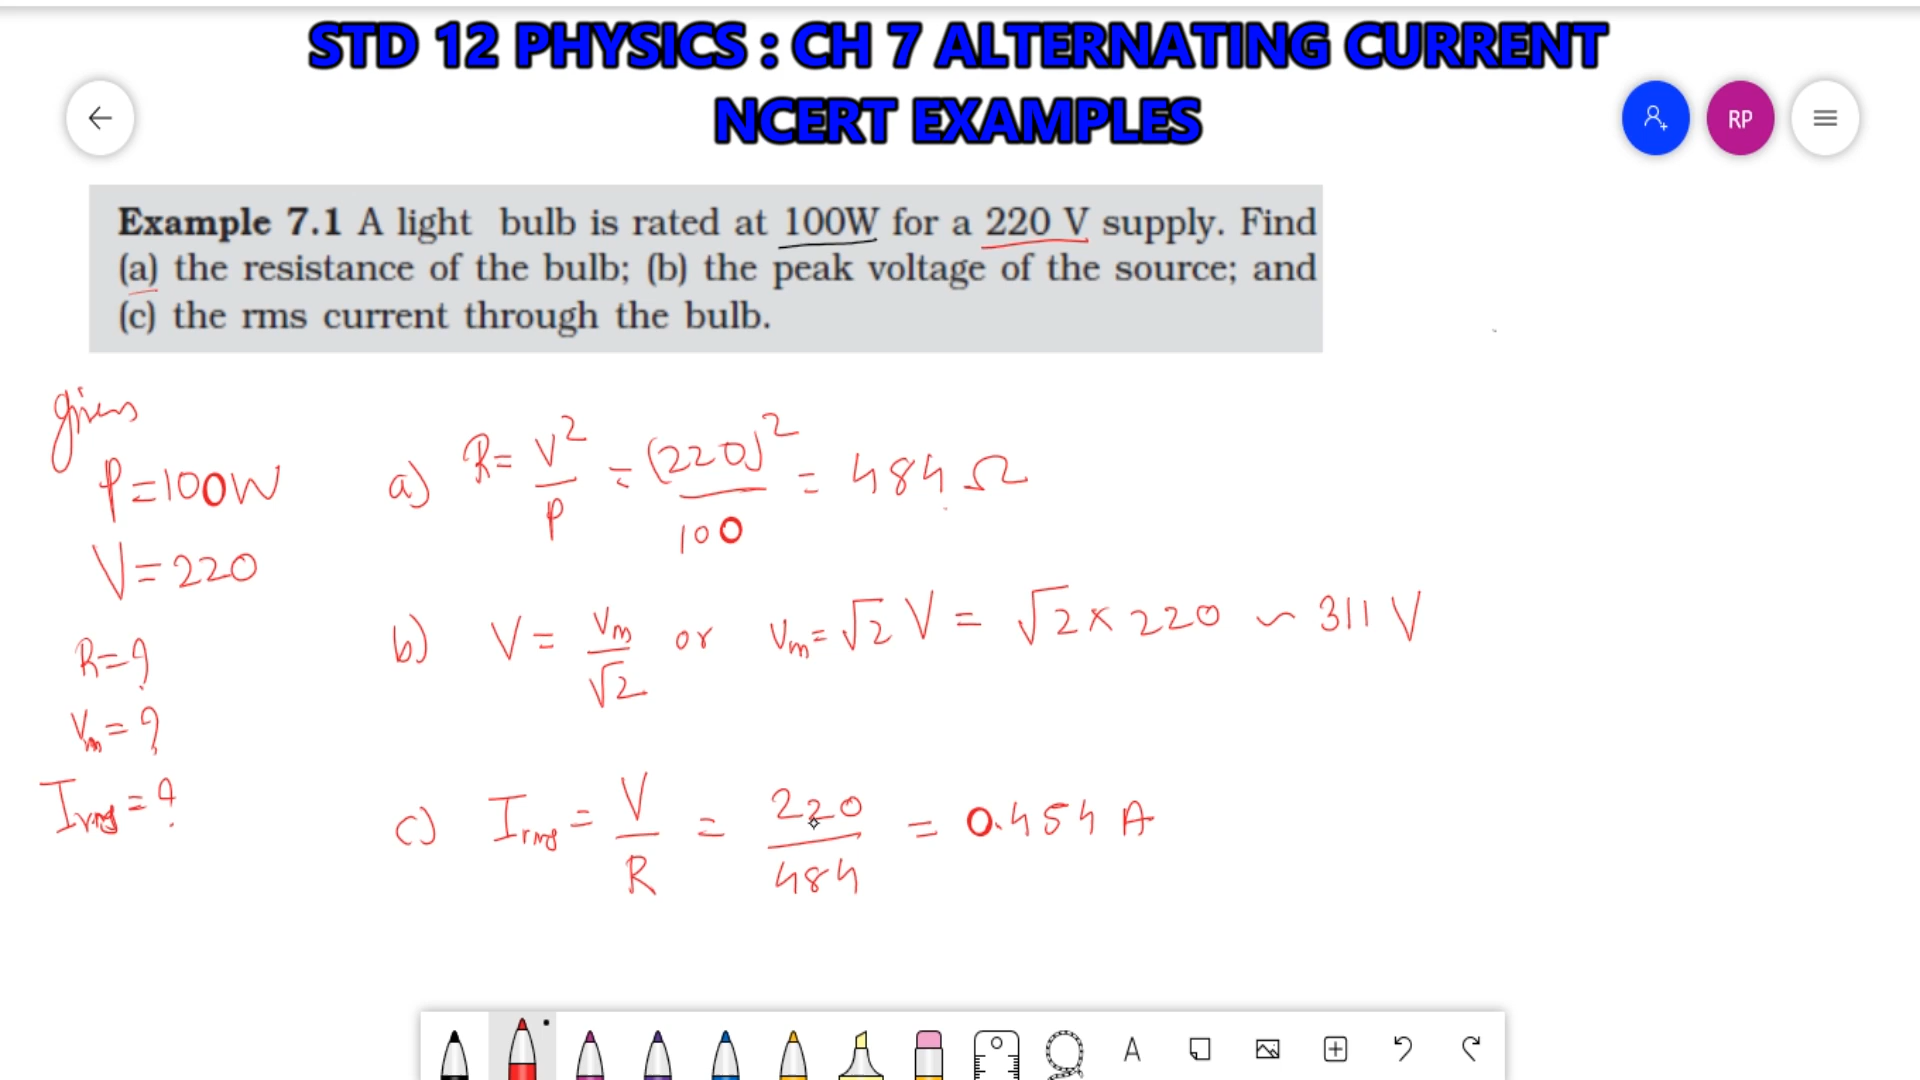 STD 12 PHYSICS : CH 7 ALTERNATING CURRENT
NCERT EXAMPLES
RP
Example 7.1 A light bulb is rated at 100W for a 220 V supply. Find
(a) the resistance of the bulb; (b) the peak voltage of the source; and
(c) the rms current through the bulb.
given
P=100W
V=220
R=?
Vm=?
Irms=?
a) R= V²/P = (220)²/100 = 484 Ω
b) V= Vm/√2 or Vm=√2 V = √2 × 220 ~ 311 V
c) Irms = V/R = 220/484 = 0.454 A
A